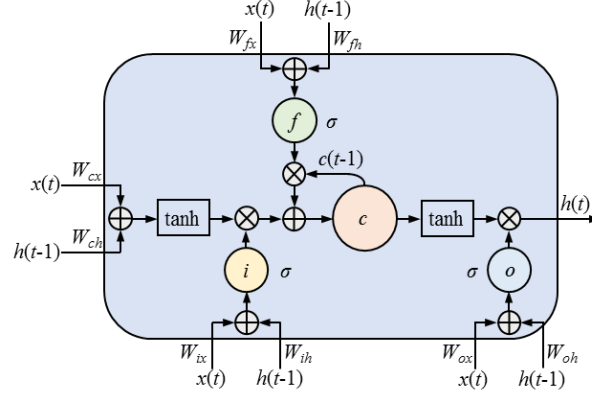 x(t) h(t-1)
W_fx W_fh
f σ
c(t-1)
W_cx
x(t)
tanh c tanh h(t)
W_ch
h(t-1)
i σ σ o
W_ix W_ih W_ox W_oh
x(t) h(t-1) x(t) h(t-1)